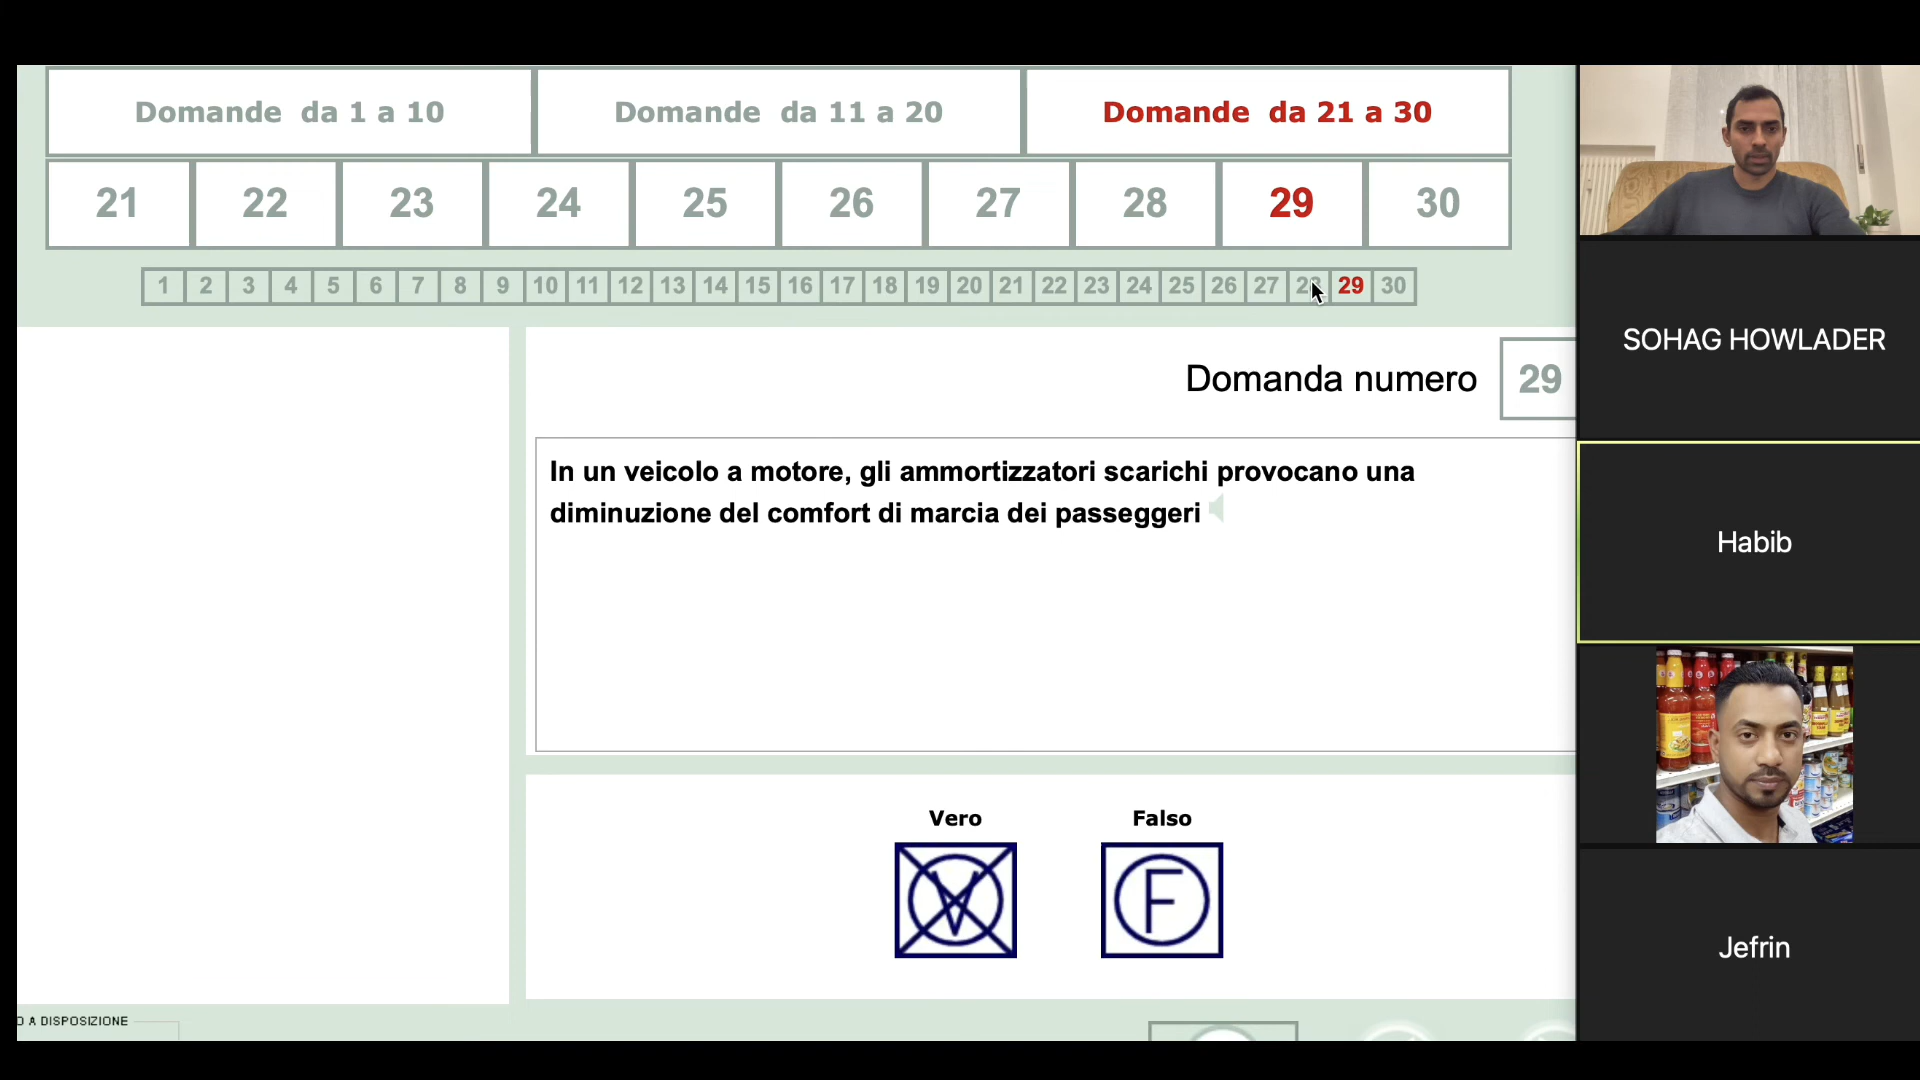 Domande da 1 a 10
Domande da 11 a 20
Domande da 21 a 30
21 22 23 24 25 26 27 28 29 30
1 2 3 4 5 6 7 8 9 10 11 12 13 14 15 16 17 18 19 20 21 22 23 24 25 26 27 28 29 30
Domanda numero 29
In un veicolo a motore, gli ammortizzatori scarichi provocano una
diminuzione del comfort di marcia dei passeggeri
Vero
Falso
V
F
A DISPOSIZIONE
SOHAG HOWLADER
Habib
Jefrin